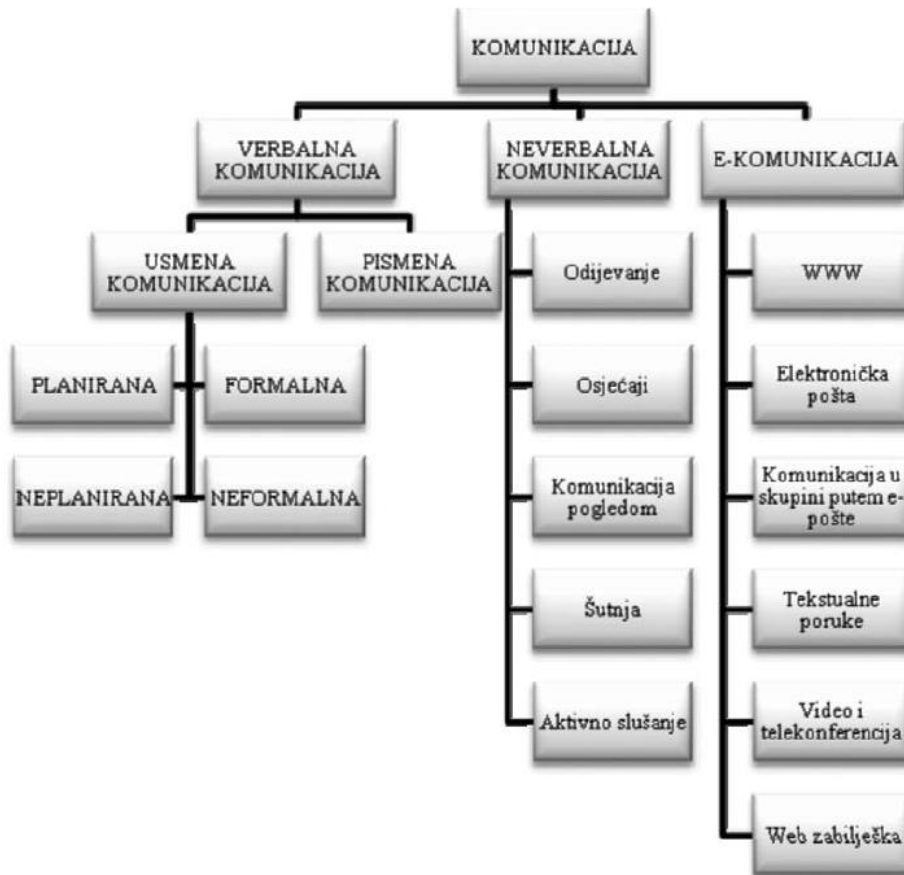 KOMUNIKACIJA
VERBALNA
KOMUNIKACIJA
NEVERBALNA
KOMUNIKACIJA
E-KOMUNIKACIJA
USMENA
KOMUNIKACIJA
PISMENA
KOMUNIKACIJA
PLANIRANA
FORMALNA
NEPLANIRANA
NEFORMALNA
Odijevanje
Osjećaji
Komunikacija
pogledom
Šutnja
Aktivno slušanje
WWW
Elektronička
pošta
Komunikacija u
skupini putem e-
pošte
Tekstualne
poruke
Video i
telekonferencija
Web zabilješka